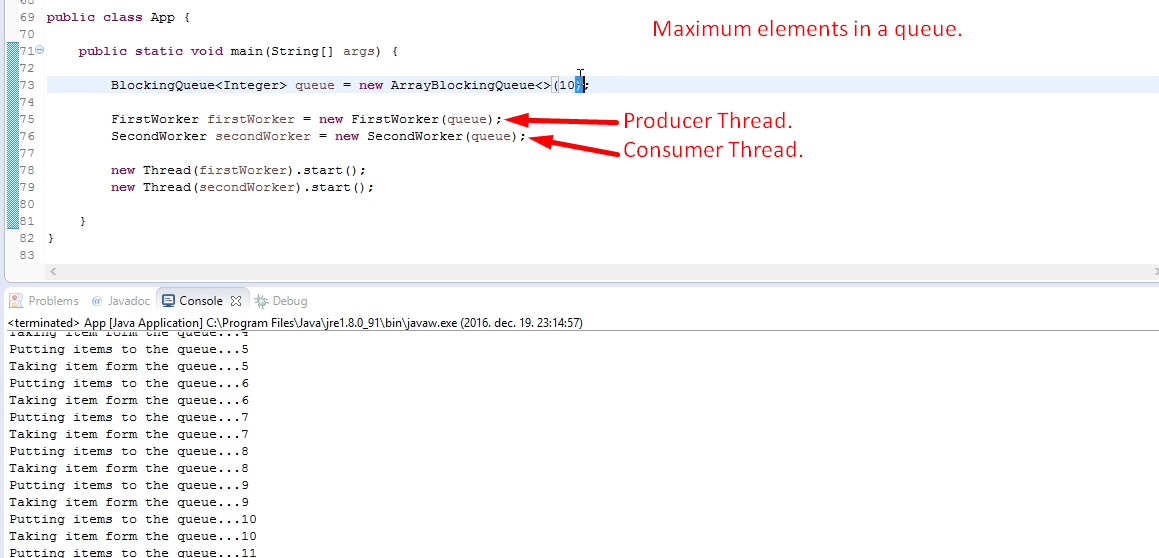 68
69 public class App {
Maximum elements in a queue.
70
71 public static void main(String[] args) {
72
73 BlockingQueue<Integer> queue = new ArrayBlockingQueue<>(10);
74
75 FirstWorker firstWorker = new FirstWorker(queue);
Producer Thread.
76 SecondWorker secondWorker = new SecondWorker(queue);
Consumer Thread.
77
78 new Thread(firstWorker).start();
79 new Thread(secondWorker).start();
80
81 }
82 }
83
Problems @ Javadoc Console Debug
<terminated> App [Java Application] C:\Program Files\Java\jre1.8.0_91\bin\javaw.exe (2016. dec. 19. 23:14:57)
Taking item form the queue...4
Putting items to the queue...5
Taking item form the queue...5
Putting items to the queue...6
Taking item form the queue...6
Putting items to the queue...7
Taking item form the queue...7
Putting items to the queue...8
Taking item form the queue...8
Putting items to the queue...9
Taking item form the queue...9
Putting items to the queue...10
Taking item form the queue...10
Putting items to the queue...11